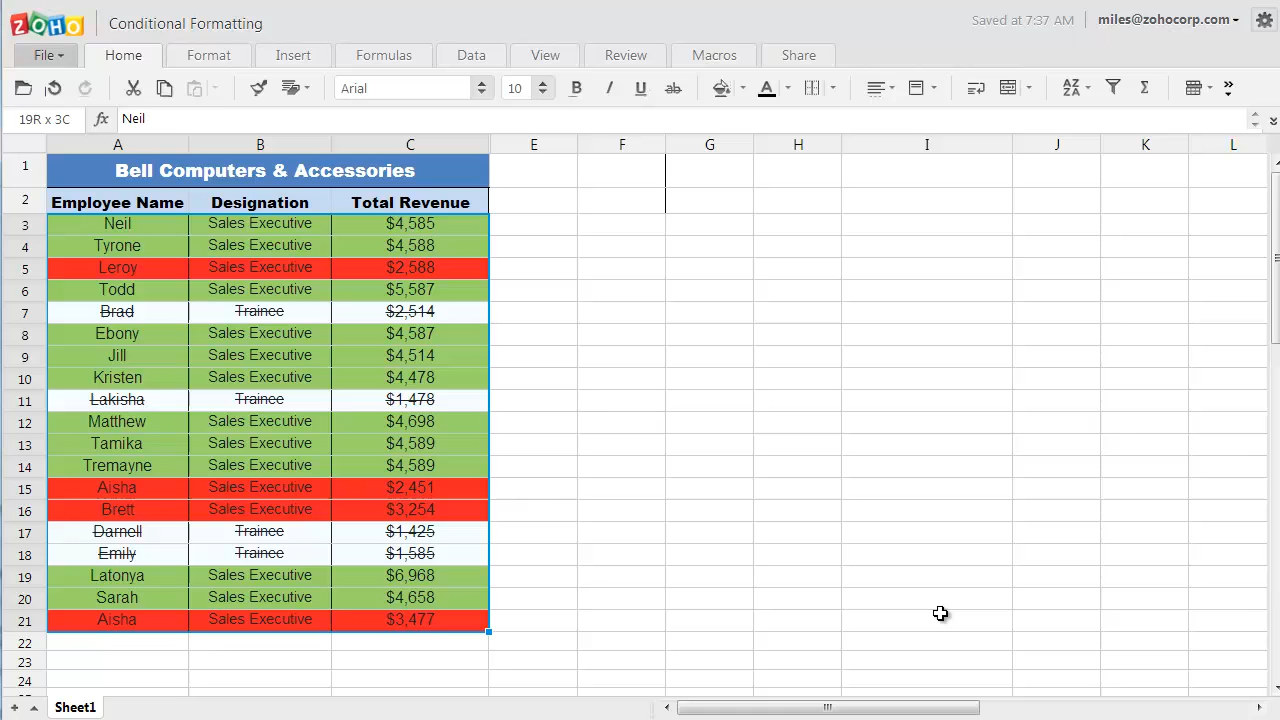 ZOHO Conditional Formatting Saved at 7:37 AM miles@zohocorp.com
File Home Format Insert Formulas Data View Review Macros Share
Arial 10 B I U ab A AZ ZA Σ »
19R x 3C fx Neil
A B C E F G H I J K L
1 Bell Computers & Accessories
2 Employee Name Designation Total Revenue
3 Neil Sales Executive $4,585
4 Tyrone Sales Executive $4,588
5 Leroy Sales Executive $2,588
6 Todd Sales Executive $5,587
7 Brad Trainee $2,514
8 Ebony Sales Executive $4,587
9 Jill Sales Executive $4,514
10 Kristen Sales Executive $4,478
11 Lakisha Trainee $1,478
12 Matthew Sales Executive $4,698
13 Tamika Sales Executive $4,589
14 Tremayne Sales Executive $4,589
15 Aisha Sales Executive $2,451
16 Brett Sales Executive $3,254
17 Darnell Trainee $1,425
18 Emily Trainee $1,585
19 Latonya Sales Executive $6,968
20 Sarah Sales Executive $4,658
21 Aisha Sales Executive $3,477
22
23
24
Sheet1